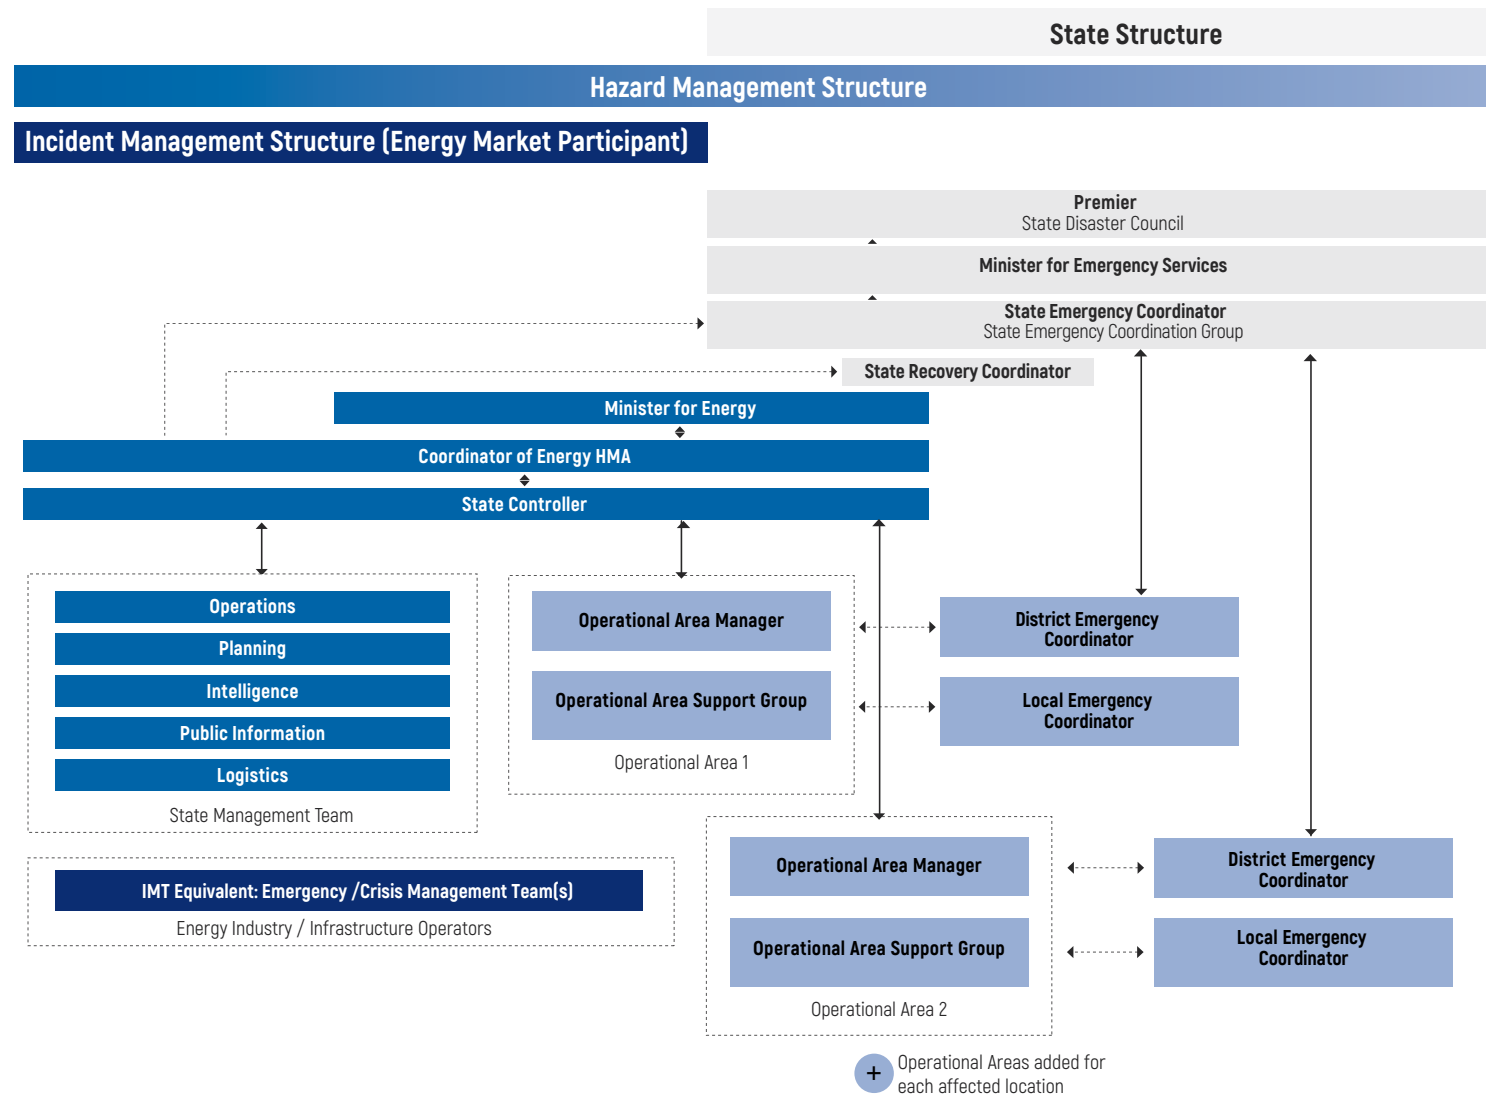 State Structure
Hazard Management Structure
Incident Management Structure (Energy Market Participant)
Premier
State Disaster Council
Minister for Emergency Services
State Emergency Coordinator
State Emergency Coordination Group
State Recovery Coordinator
Minister for Energy
Coordinator of Energy HMA
State Controller
Operations
Planning
Intelligence
Public Information
Logistics
State Management Team
Operational Area Manager
Operational Area Support Group
Operational Area 1
District Emergency
Coordinator
Local Emergency
Coordinator
IMT Equivalent: Emergency /Crisis Management Team(s)
Energy Industry / Infrastructure Operators
Operational Area Manager
Operational Area Support Group
Operational Area 2
District Emergency
Coordinator
Local Emergency
Coordinator
+
Operational Areas added for
each affected location